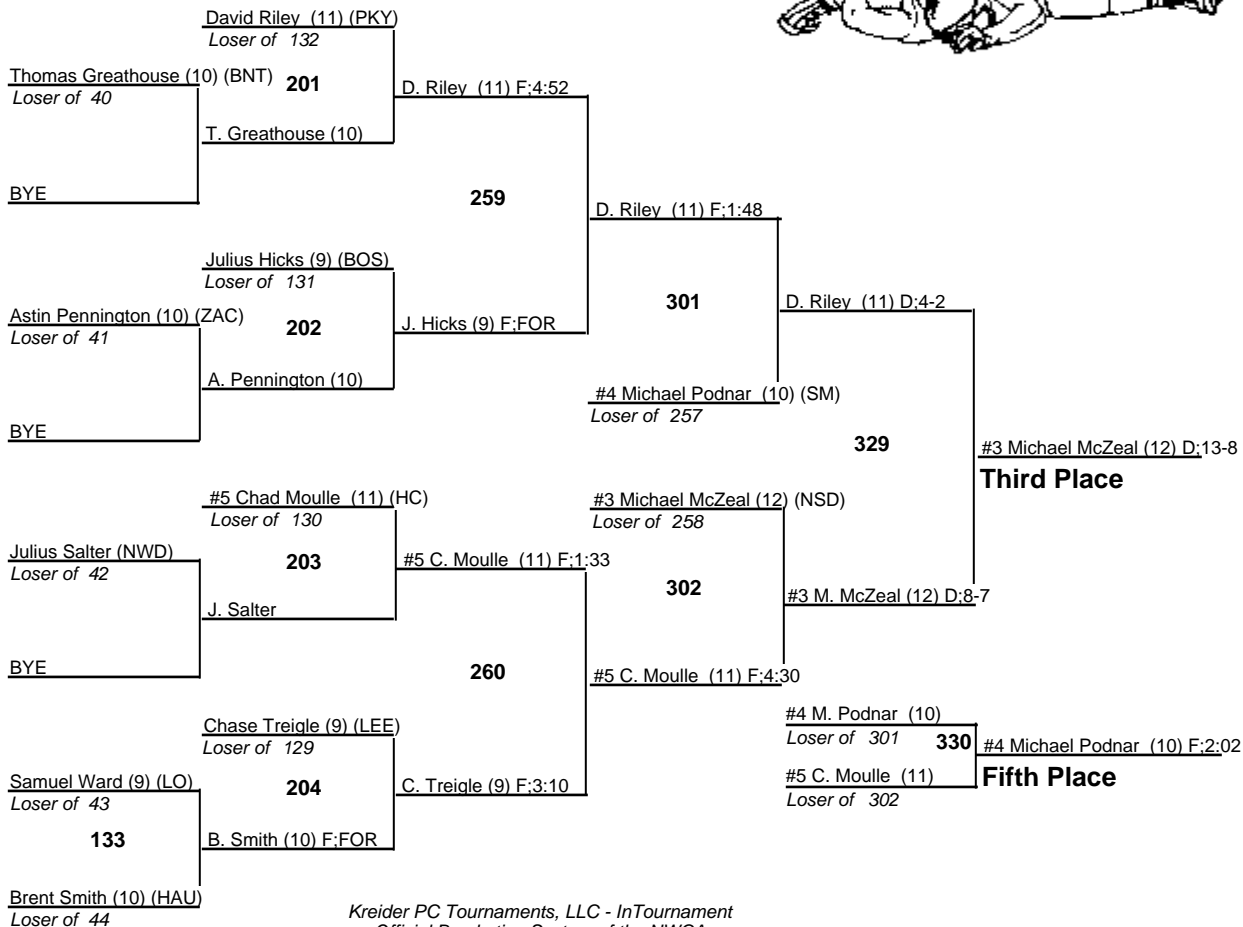 David Riley (11) (PKY)
Loser of 132
Thomas Greathouse (10) (BNT)
Loser of 40
201
D. Riley (11) F;4:52
T. Greathouse (10)
BYE
259
D. Riley (11) F;1:48
Julius Hicks (9) (BOS)
Loser of 131
Astin Pennington (10) (ZAC)
Loser of 41
202
J. Hicks (9) F;FOR
301
D. Riley (11) D;4-2
A. Pennington (10)
#4 Michael Podnar (10) (SM)
Loser of 257
BYE
329
#3 Michael McZeal (12) D;13-8
Third Place
#5 Chad Moulle (11) (HC)
Loser of 130
#3 Michael McZeal (12) (NSD)
Loser of 258
Julius Salter (NWD)
Loser of 42
203
#5 C. Moulle (11) F;1:33
302
#3 M. McZeal (12) D;8-7
J. Salter
BYE
260
#5 C. Moulle (11) F;4:30
Chase Treigle (9) (LEE)
Loser of 129
#4 M. Podnar (10)
Loser of 301
330
#4 Michael Podnar (10) F;2:02
Fifth Place
#5 C. Moulle (11)
Loser of 302
Samuel Ward (9) (LO)
Loser of 43
204
C. Treigle (9) F;3:10
133
B. Smith (10) F;FOR
Brent Smith (10) (HAU)
Loser of 44
Kreider PC Tournaments, LLC - InTournament